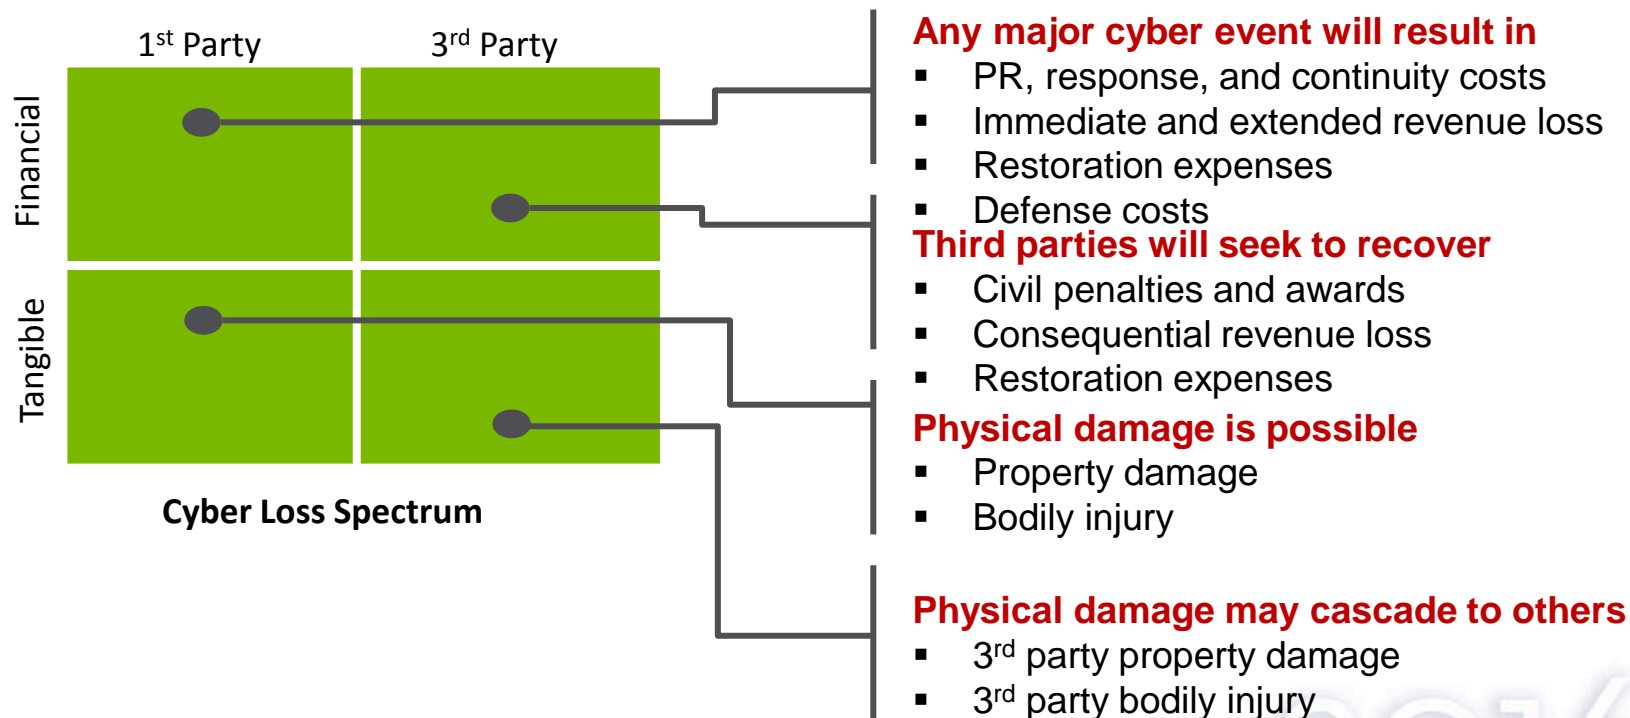 1st Party
3rd Party
Financial
Tangible
Cyber Loss Spectrum
Any major cyber event will result in
▪ PR, response, and continuity costs
▪ Immediate and extended revenue loss
▪ Restoration expenses
▪ Defense costs
Third parties will seek to recover
▪ Civil penalties and awards
▪ Consequential revenue loss
▪ Restoration expenses
Physical damage is possible
▪ Property damage
▪ Bodily injury
Physical damage may cascade to others
▪ 3rd party property damage
▪ 3rd party bodily injury